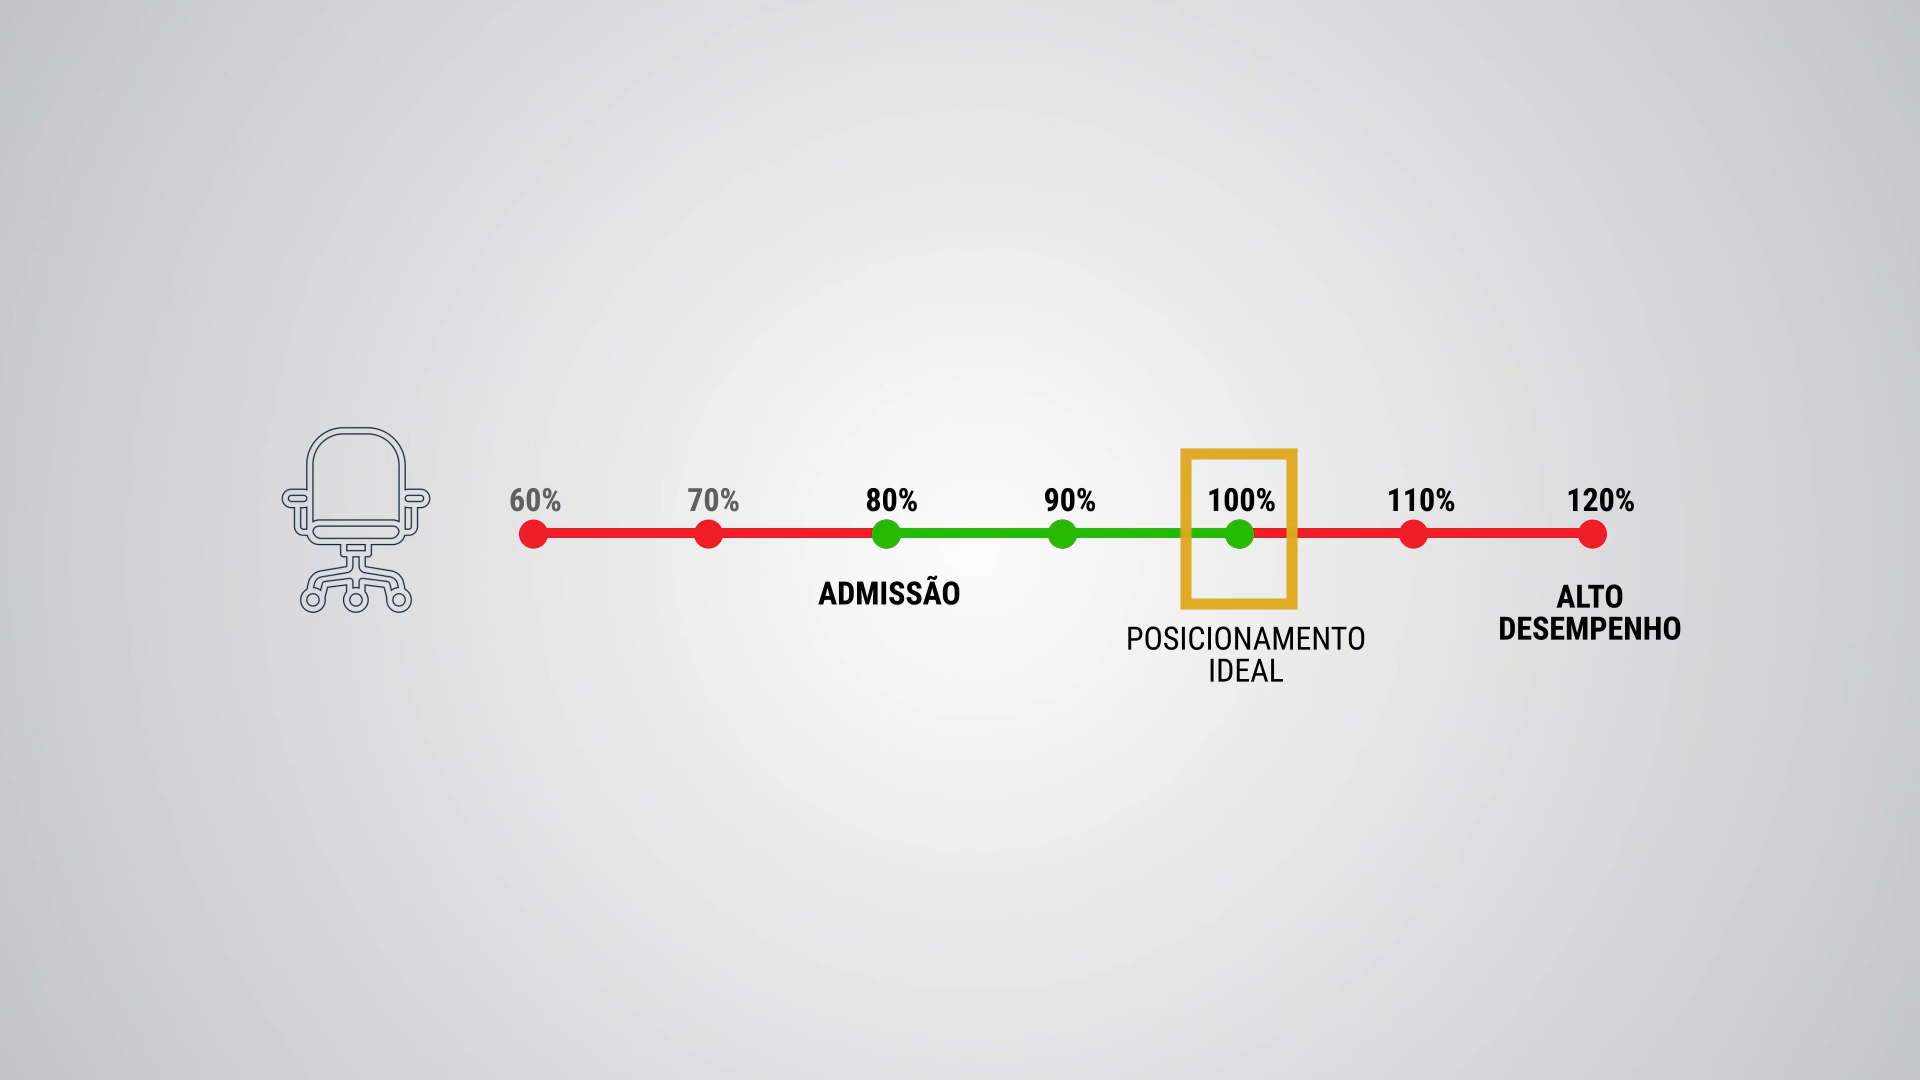 60% 70% 80% 90% 100% 110% 120%
ADMISSÃO
ALTO
DESEMPENHO
POSICIONAMENTO
IDEAL